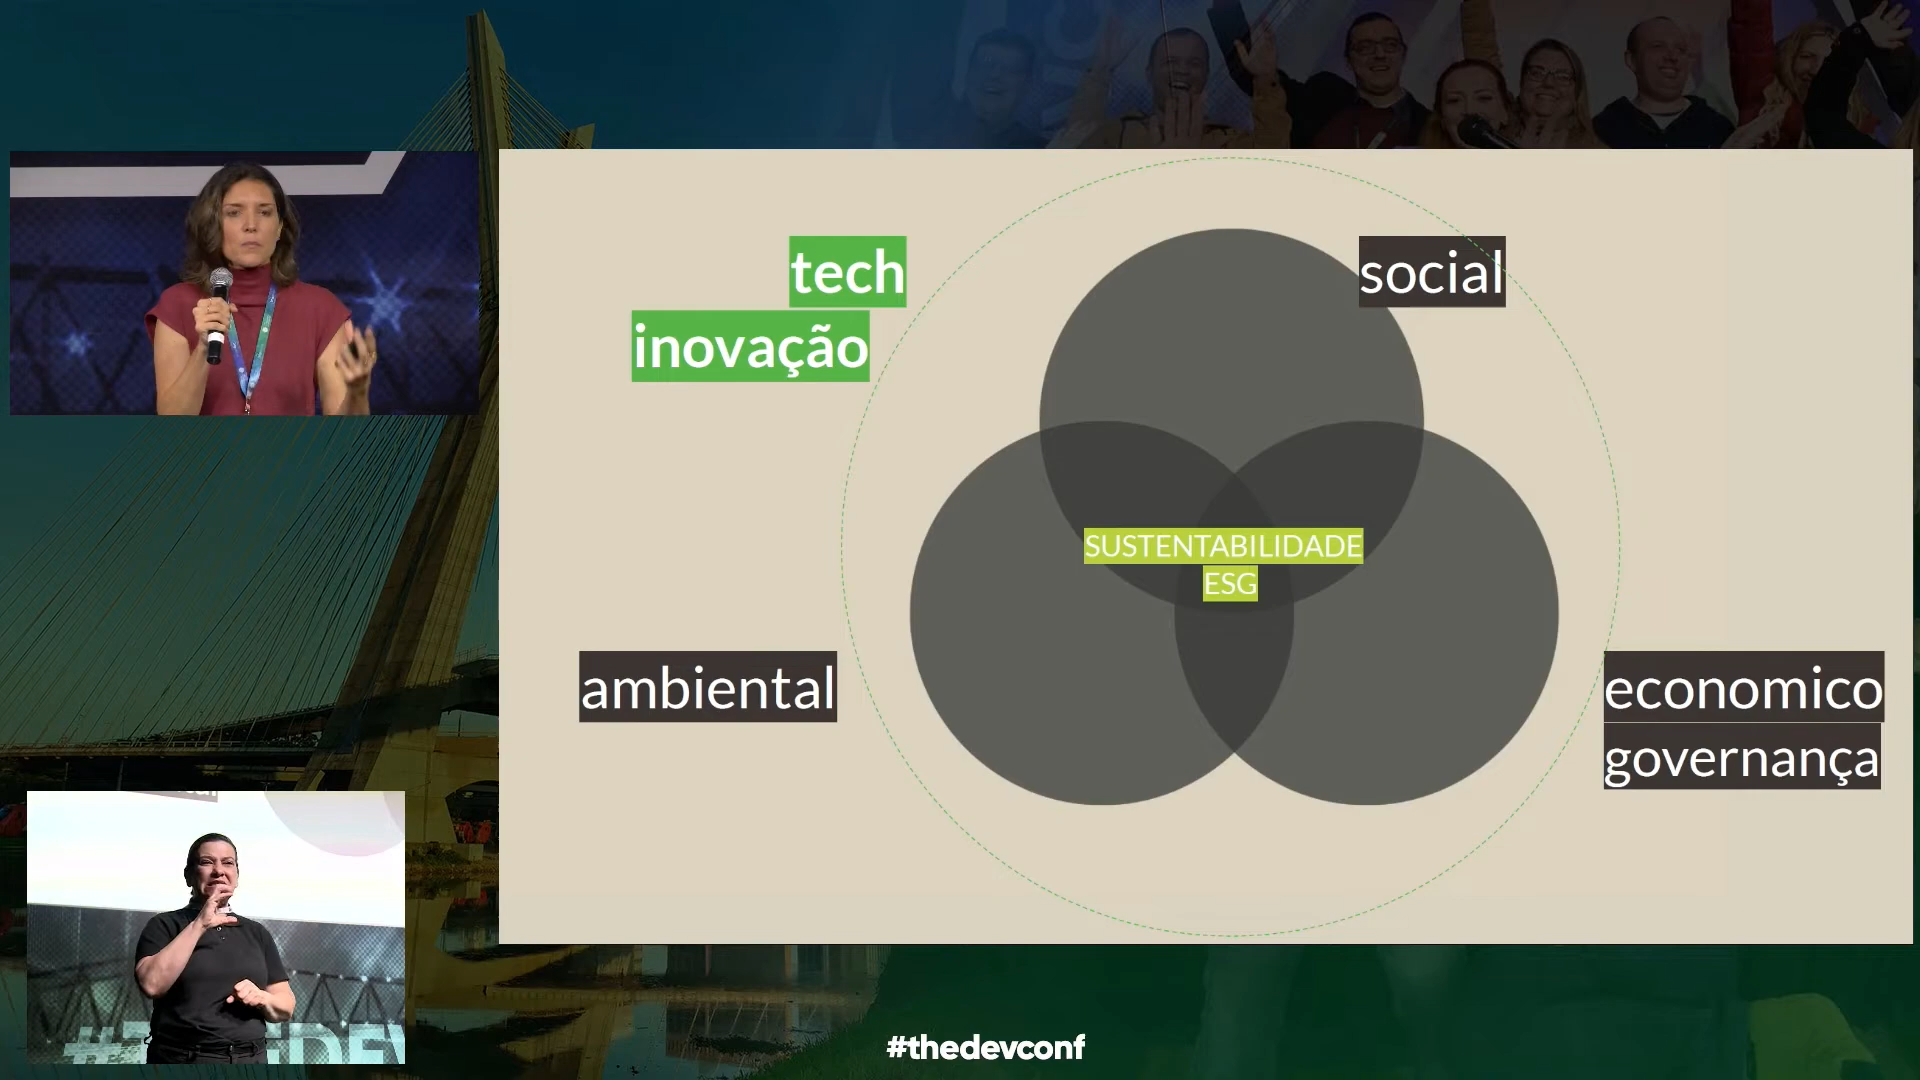 tech
inovação
social
SUSTENTABILIDADE
ESG
ambiental
economico
governança
#thedevconf